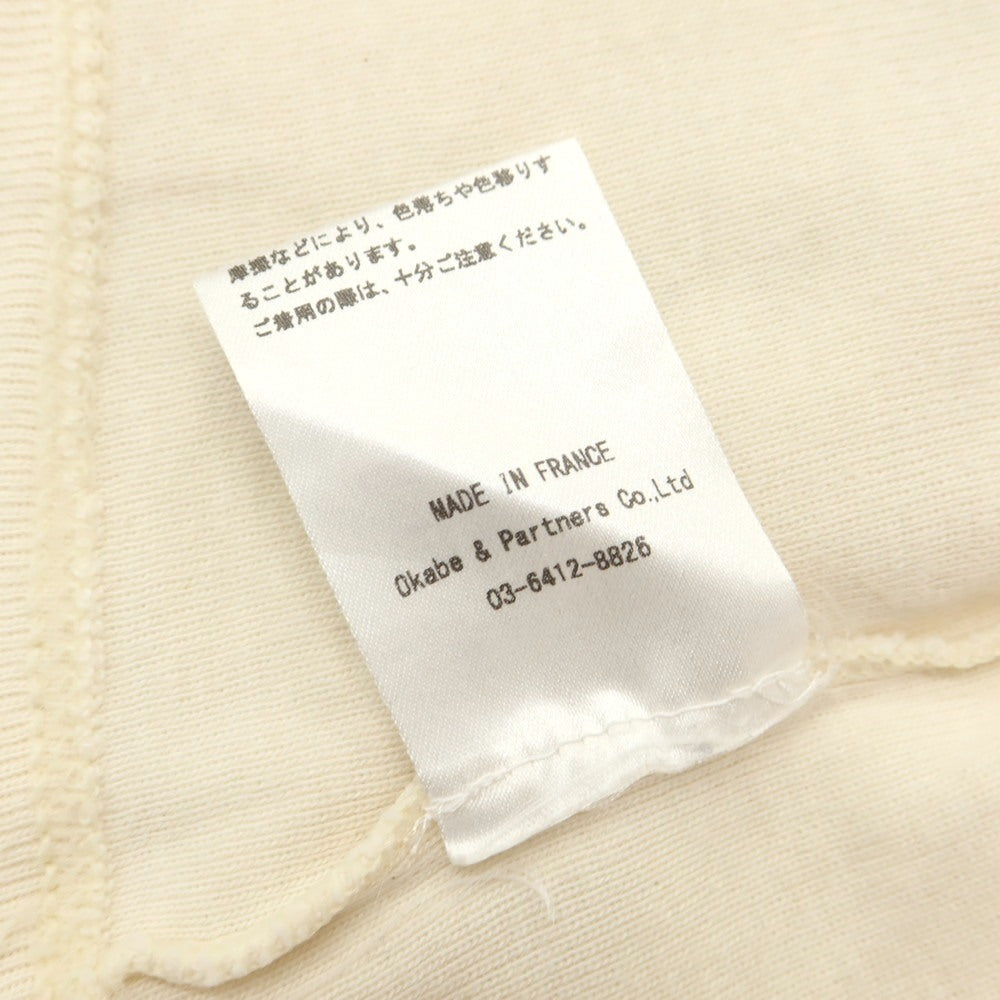 摩擦などにより、色落ちや色移りす
ることがあります。
ご着用の際は、十分ご注意ください。
MADE IN FRANCE
Okabe & Partners Co.,Ltd
03-6412-8826